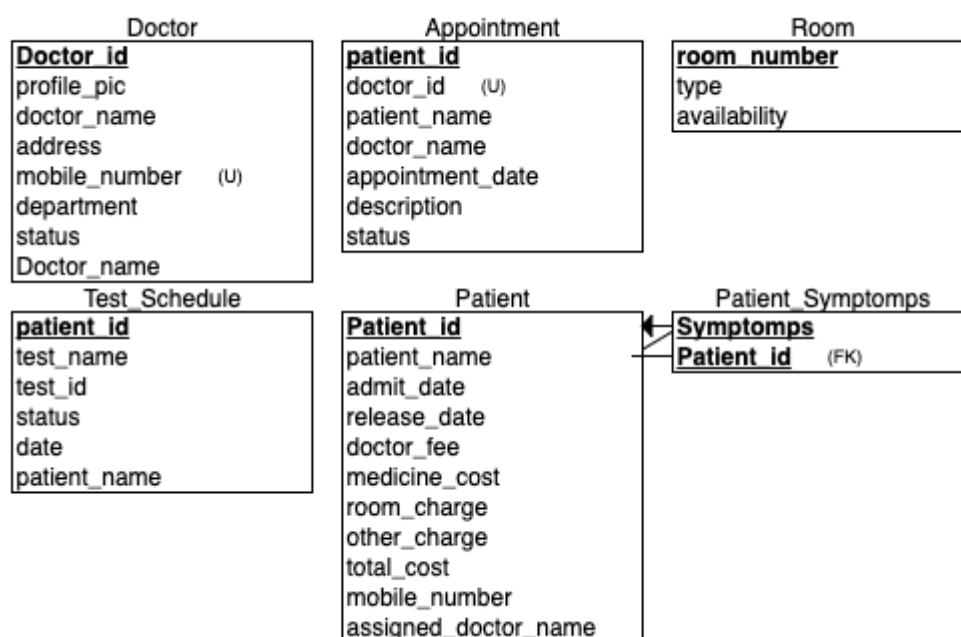 Doctor
Doctor_id
profile_pic
doctor_name
address
mobile_number (U)
department
status
Doctor_name
Appointment
patient_id
doctor_id (U)
patient_name
doctor_name
appointment_date
description
status
Room
room_number
type
availability
Test_Schedule
patient_id
test_name
test_id
status
date
patient_name
Patient
Patient_id
patient_name
admit_date
release_date
doctor_fee
medicine_cost
room_charge
other_charge
total_cost
mobile_number
assigned_doctor_name
Patient_Symptomps
Symptomps
Patient_id (FK)